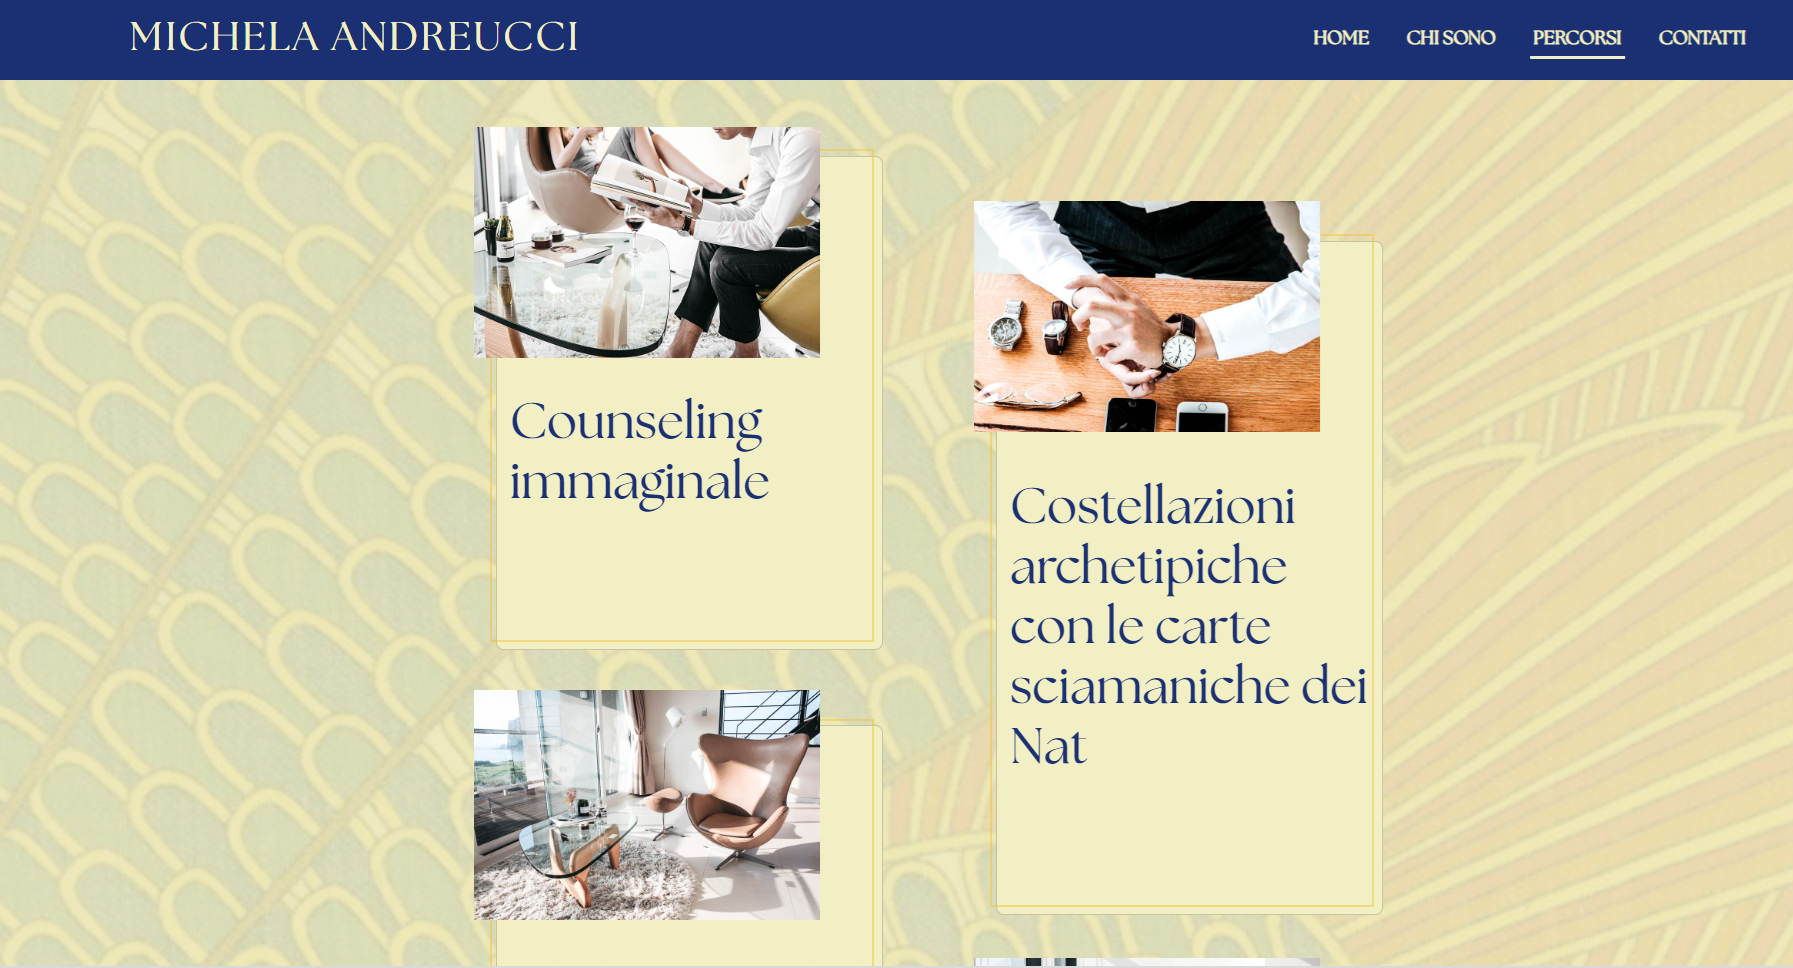 MICHELA ANDREUCCI
HOME
CHI SONO
PERCORSI
CONTATTI
Counseling
immaginale
Costellazioni
archetipiche
con le carte
sciamaniche dei
Nat